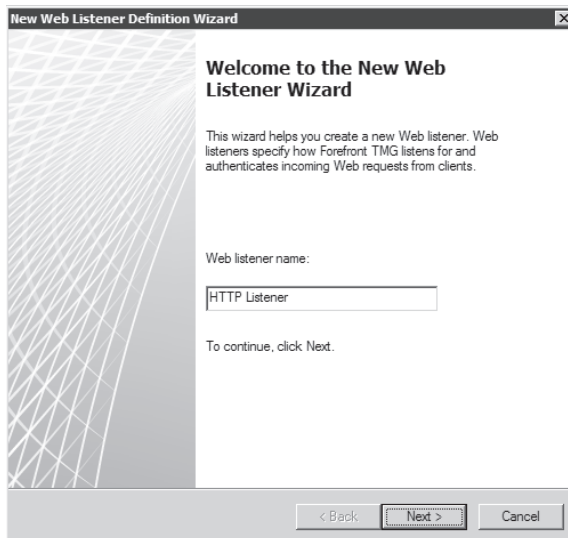 New Web Listener Definition Wizard
Welcome to the New Web
Listener Wizard
This wizard helps you create a new Web listener. Web
listeners specify how Forefront TMG listens for and
authenticates incoming Web requests from clients.
Web listener name:
HTTP Listener
To continue, click Next.
< Back
Next >
Cancel